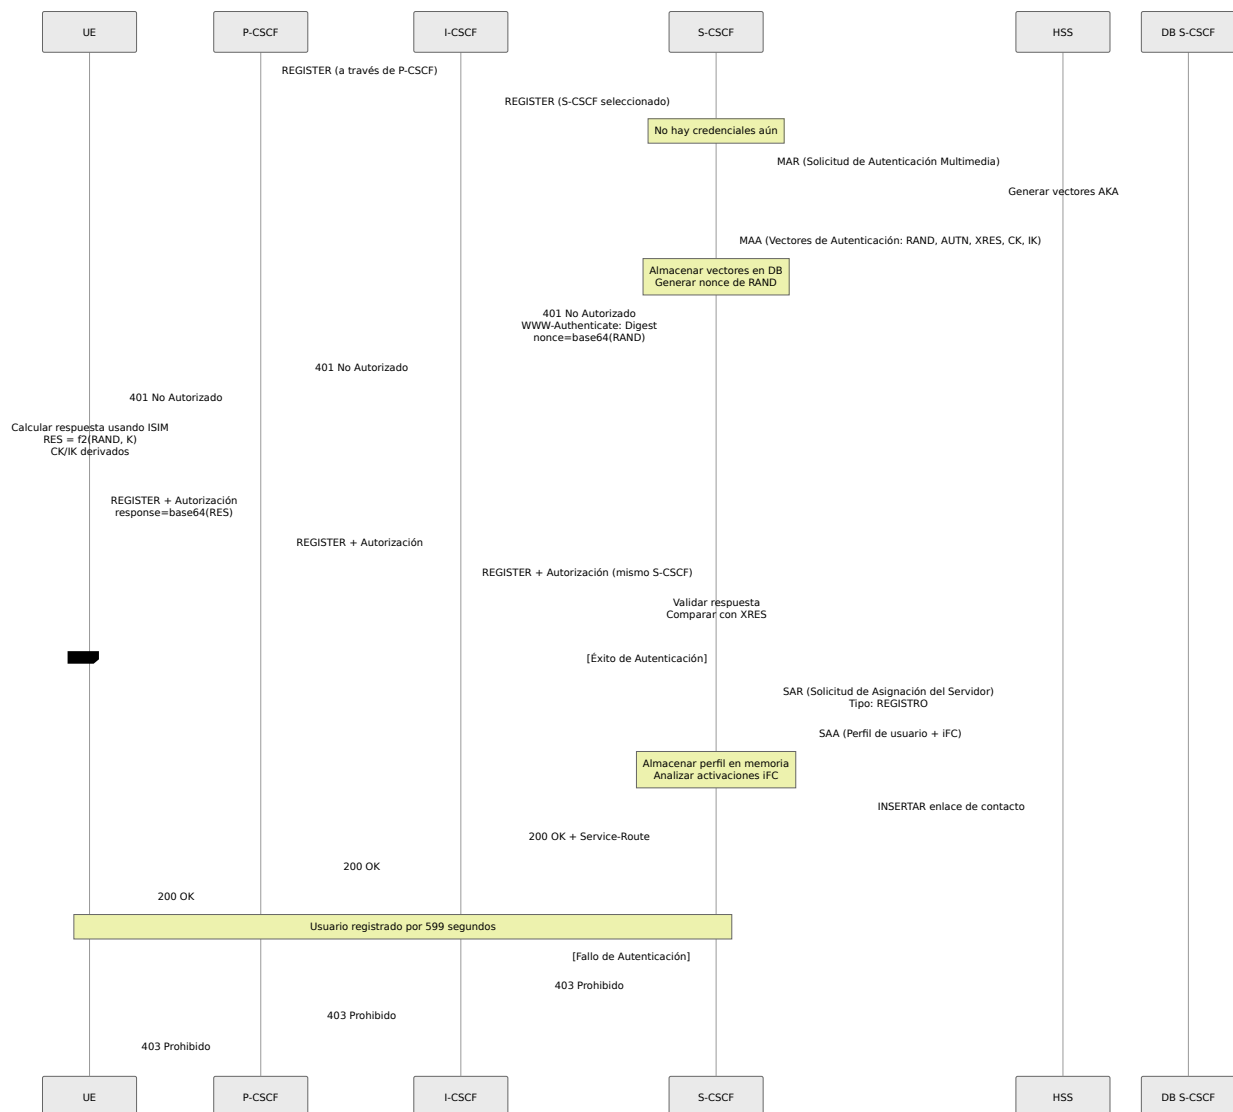 UE
P-CSCF
I-CSCF
S-CSCF
HSS
DB S-CSCF
REGISTER (a través de P-CSCF)
REGISTER (S-CSCF seleccionado)
No hay credenciales aún
MAR (Solicitud de Autenticación Multimedia)
Generar vectores AKA
MAA (Vectores de Autenticación: RAND, AUTN, XRES, CK, IK)
Almacenar vectores en DB
Generar nonce de RAND
401 No Autorizado
WWW-Authenticate: Digest
nonce=base64(RAND)
401 No Autorizado
401 No Autorizado
Calcular respuesta usando ISIM
RES = f2(RAND, K)
CK/IK derivados
REGISTER + Autorización
response=base64(RES)
REGISTER + Autorización
REGISTER + Autorización (mismo S-CSCF)
Validar respuesta
Comparar con XRES
[Éxito de Autenticación]
SAR (Solicitud de Asignación del Servidor)
Tipo: REGISTRO
SAA (Perfil de usuario + iFC)
Almacenar perfil en memoria
Analizar activaciones iFC
INSERTAR enlace de contacto
200 OK + Service-Route
200 OK
200 OK
Usuario registrado por 599 segundos
[Fallo de Autenticación]
403 Prohibido
403 Prohibido
403 Prohibido
UE
P-CSCF
I-CSCF
S-CSCF
HSS
DB S-CSCF